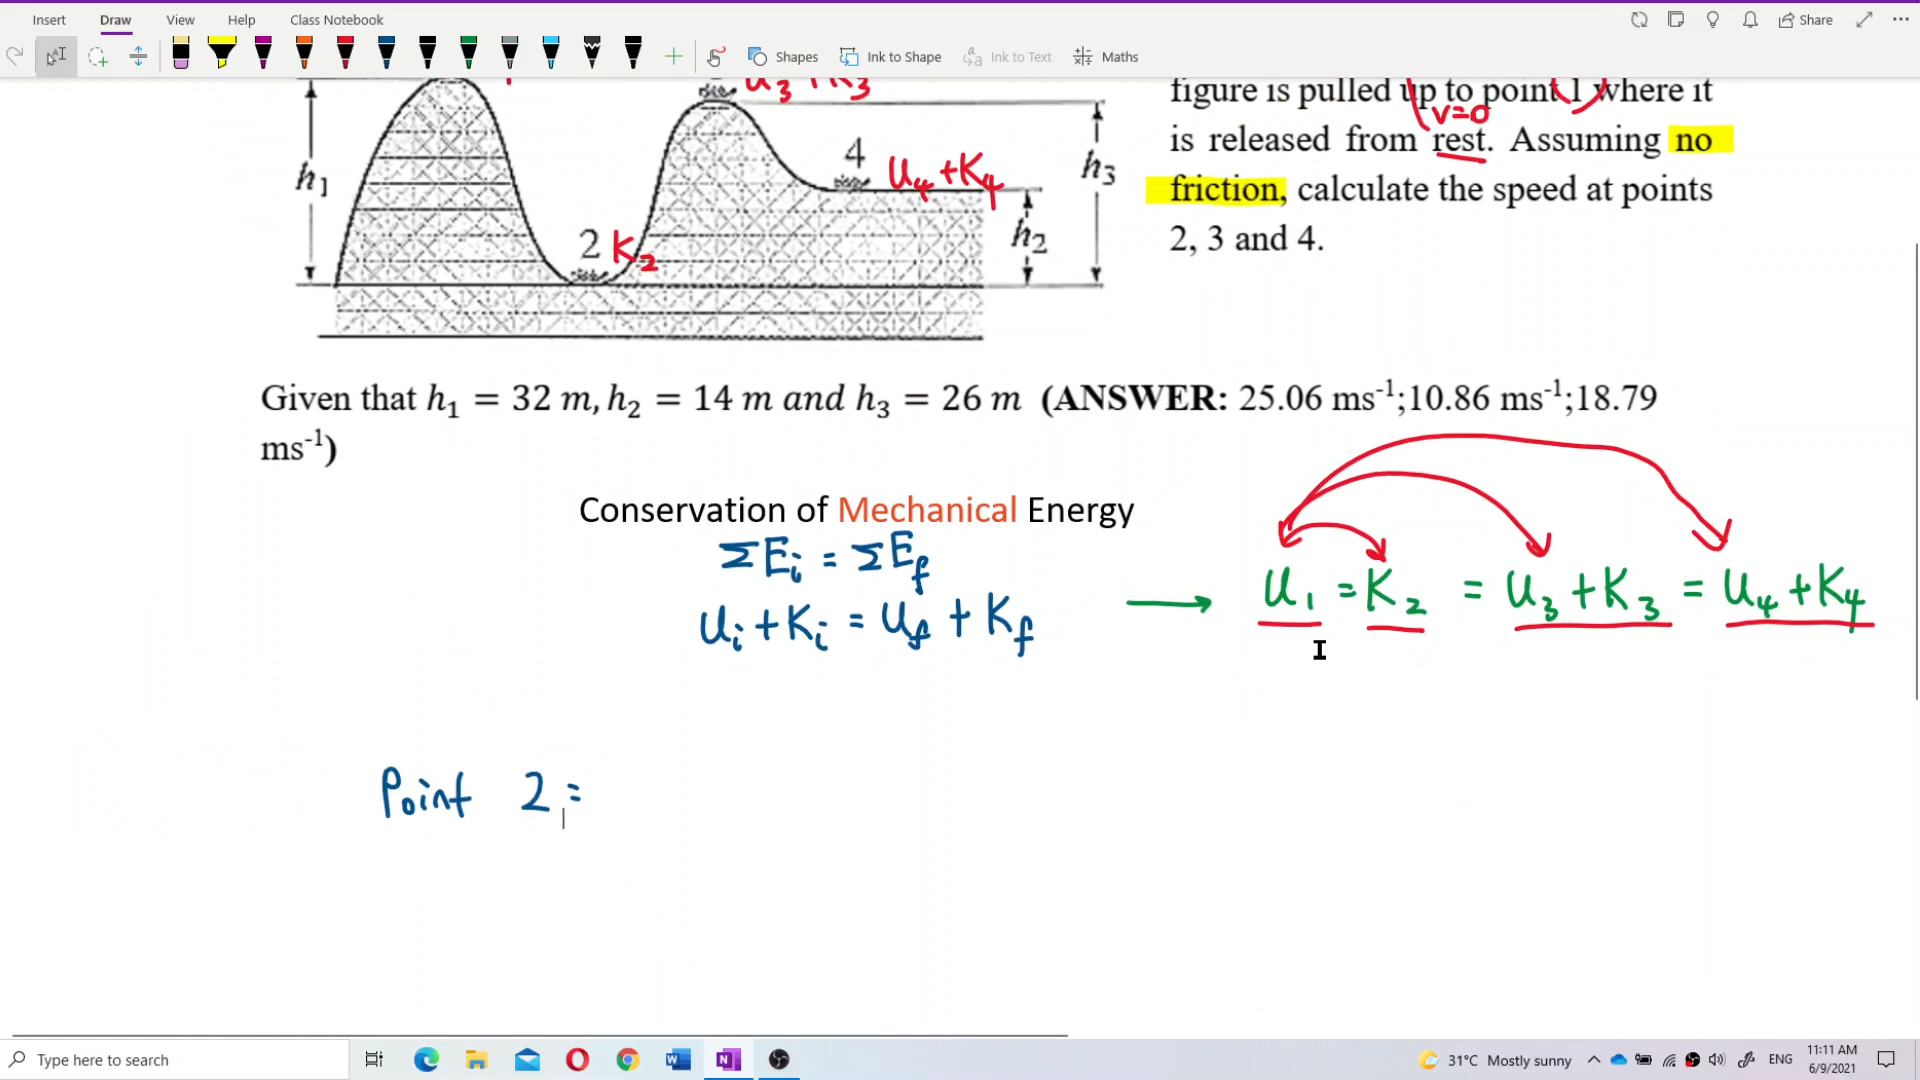 Insert Draw View Help Class Notebook Share
Shapes Ink to Shape Ink to Text Maths
figure is pulled up to point 1 where it
v=0
is released from rest. Assuming no
friction, calculate the speed at points
2, 3 and 4.
U3 + K3
4 U4 + K4
h1
h3
2 K2
h2
Given that h1 = 32 m, h2 = 14 m and h3 = 26 m (ANSWER: 25.06 ms-1;10.86 ms-1;18.79
ms-1)
Conservation of Mechanical Energy
ΣEi = ΣEf
Ui + Ki = Uf + Kf
→ U1 = K2 = U3 + K3 = U4 + K4
Point 2 =
Type here to search
31°C Mostly sunny
ENG
11:11 AM
6/9/2021